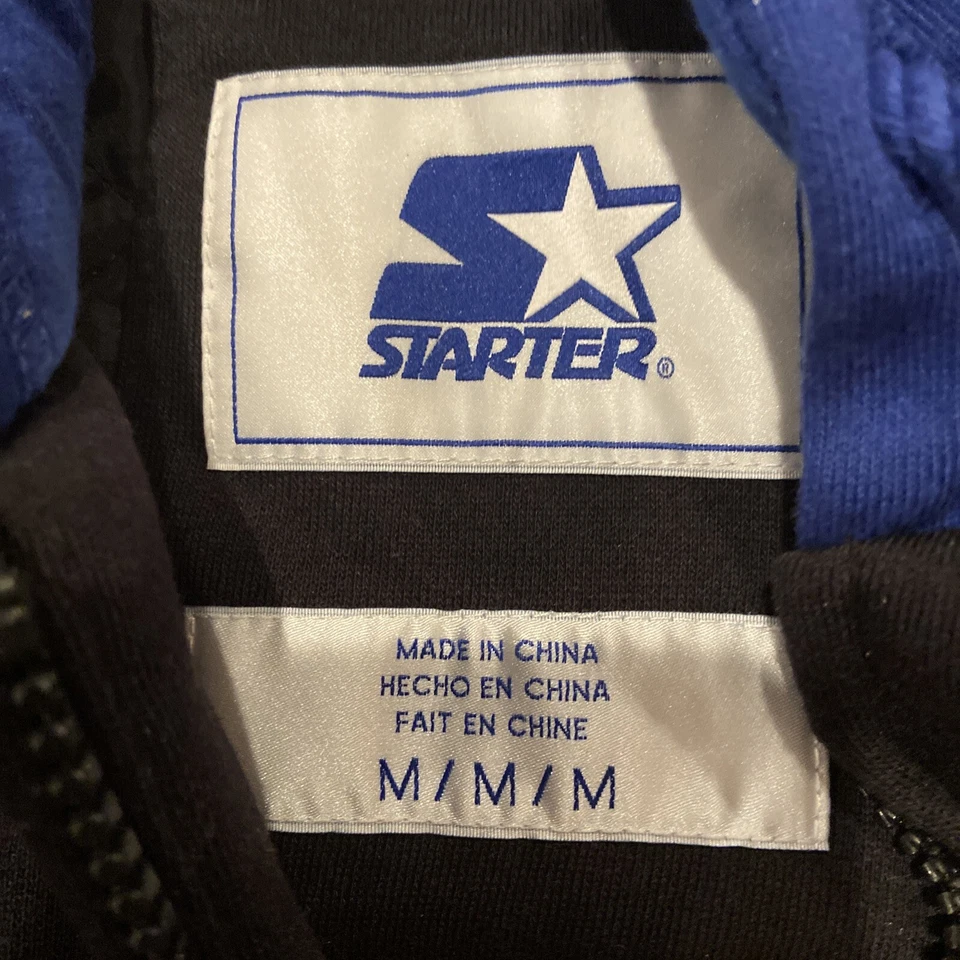 STARTER®
MADE IN CHINA
HECHO EN CHINA
FAIT EN CHINE
M / M / M